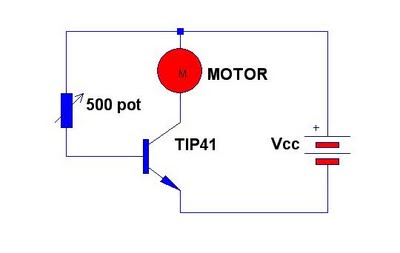 M
MOTOR
500 pot
TIP41
Vcc
+